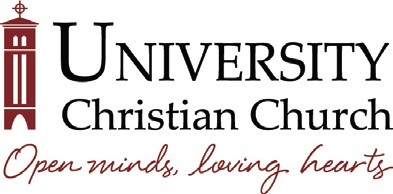 UNIVERSITY
Christian Church
Open minds, loving hearts